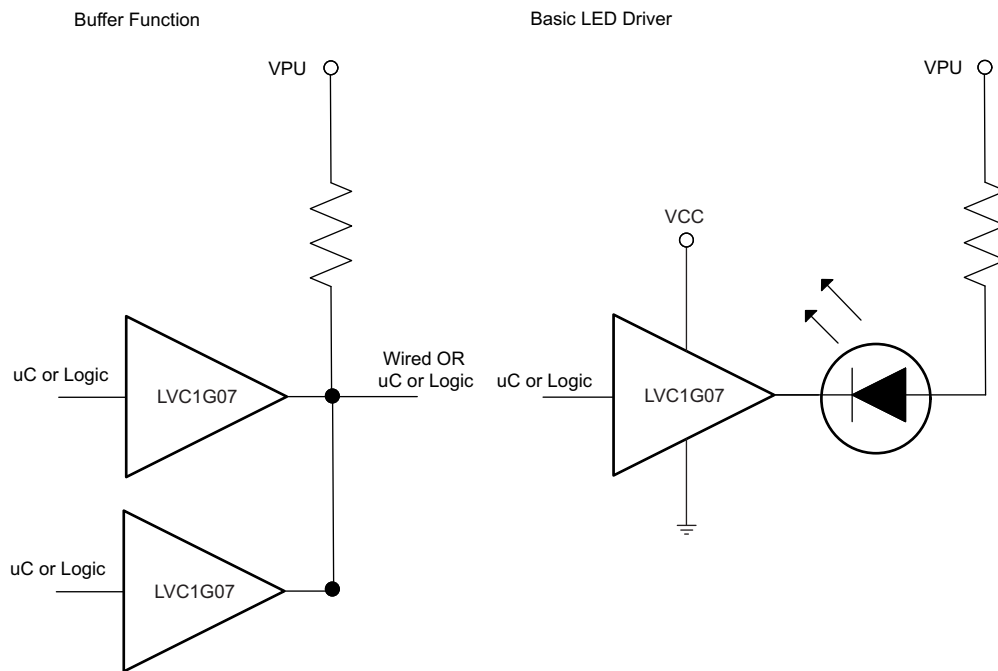 Buffer Function
Basic LED Driver
VPU
VPU
VCC
Wired OR
uC or Logic
uC or Logic
LVC1G07
uC or Logic
LVC1G07
uC or Logic
LVC1G07